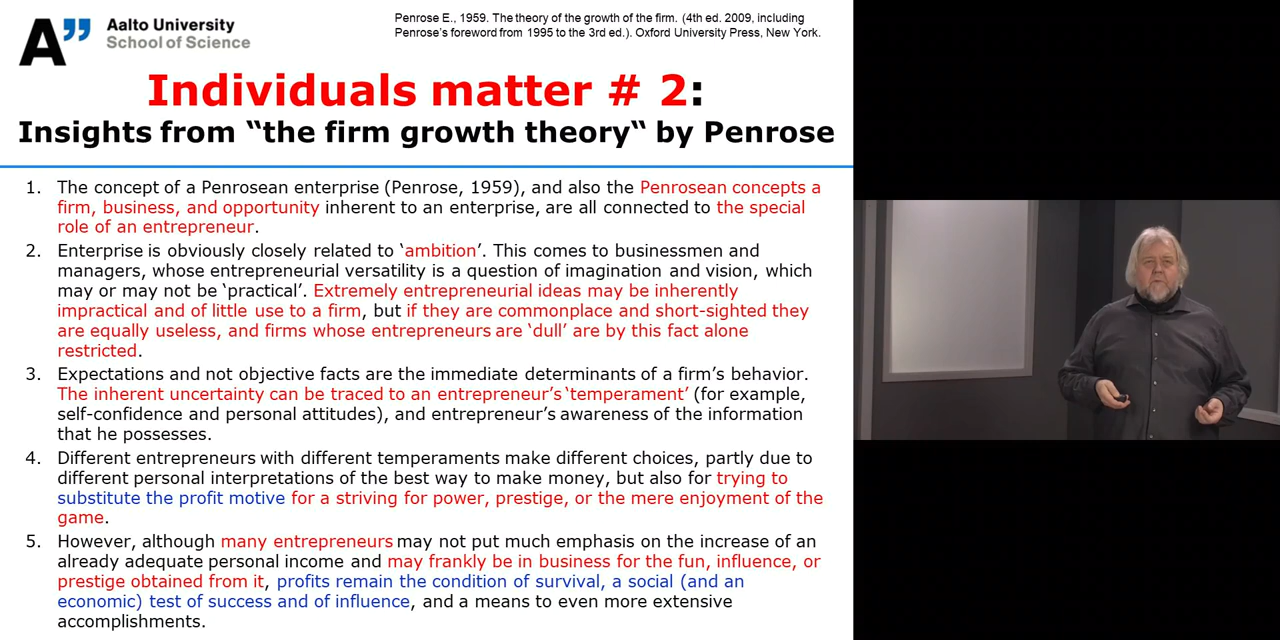 Aalto University
School of Science
A”
Penrose E., 1959. The theory of the growth of the firm. (4th ed. 2009, including
Penrose's foreword from 1995 to the 3rd ed.). Oxford University Press, New York.
Individuals matter # 2:
Insights from “the firm growth theory“ by Penrose
1. The concept of a Penrosean enterprise (Penrose, 1959), and also the Penrosean concepts a
firm, business, and opportunity inherent to an enterprise, are all connected to the special
role of an entrepreneur.
2. Enterprise is obviously closely related to ‘ambition’. This comes to businessmen and
managers, whose entrepreneurial versatility is a question of imagination and vision, which
may or may not be ‘practical’. Extremely entrepreneurial ideas may be inherently
impractical and of little use to a firm, but if they are commonplace and short-sighted they
are equally useless, and firms whose entrepreneurs are ‘dull’ are by this fact alone
restricted.
3. Expectations and not objective facts are the immediate determinants of a firm’s behavior.
The inherent uncertainty can be traced to an entrepreneur’s ‘temperament’ (for example,
self-confidence and personal attitudes), and entrepreneur’s awareness of the information
that he possesses.
4. Different entrepreneurs with different temperaments make different choices, partly due to
different personal interpretations of the best way to make money, but also for trying to
substitute the profit motive for a striving for power, prestige, or the mere enjoyment of the
game.
5. However, although many entrepreneurs may not put much emphasis on the increase of an
already adequate personal income and may frankly be in business for the fun, influence, or
prestige obtained from it, profits remain the condition of survival, a social (and an
economic) test of success and of influence, and a means to even more extensive
accomplishments.